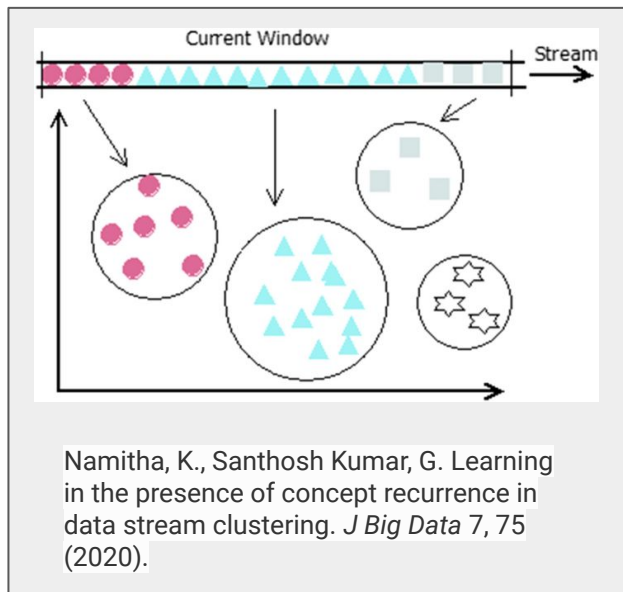 Current Window
Stream
Namitha, K., Santhosh Kumar, G. Learning
in the presence of concept recurrence in
data stream clustering. J Big Data 7, 75
(2020).